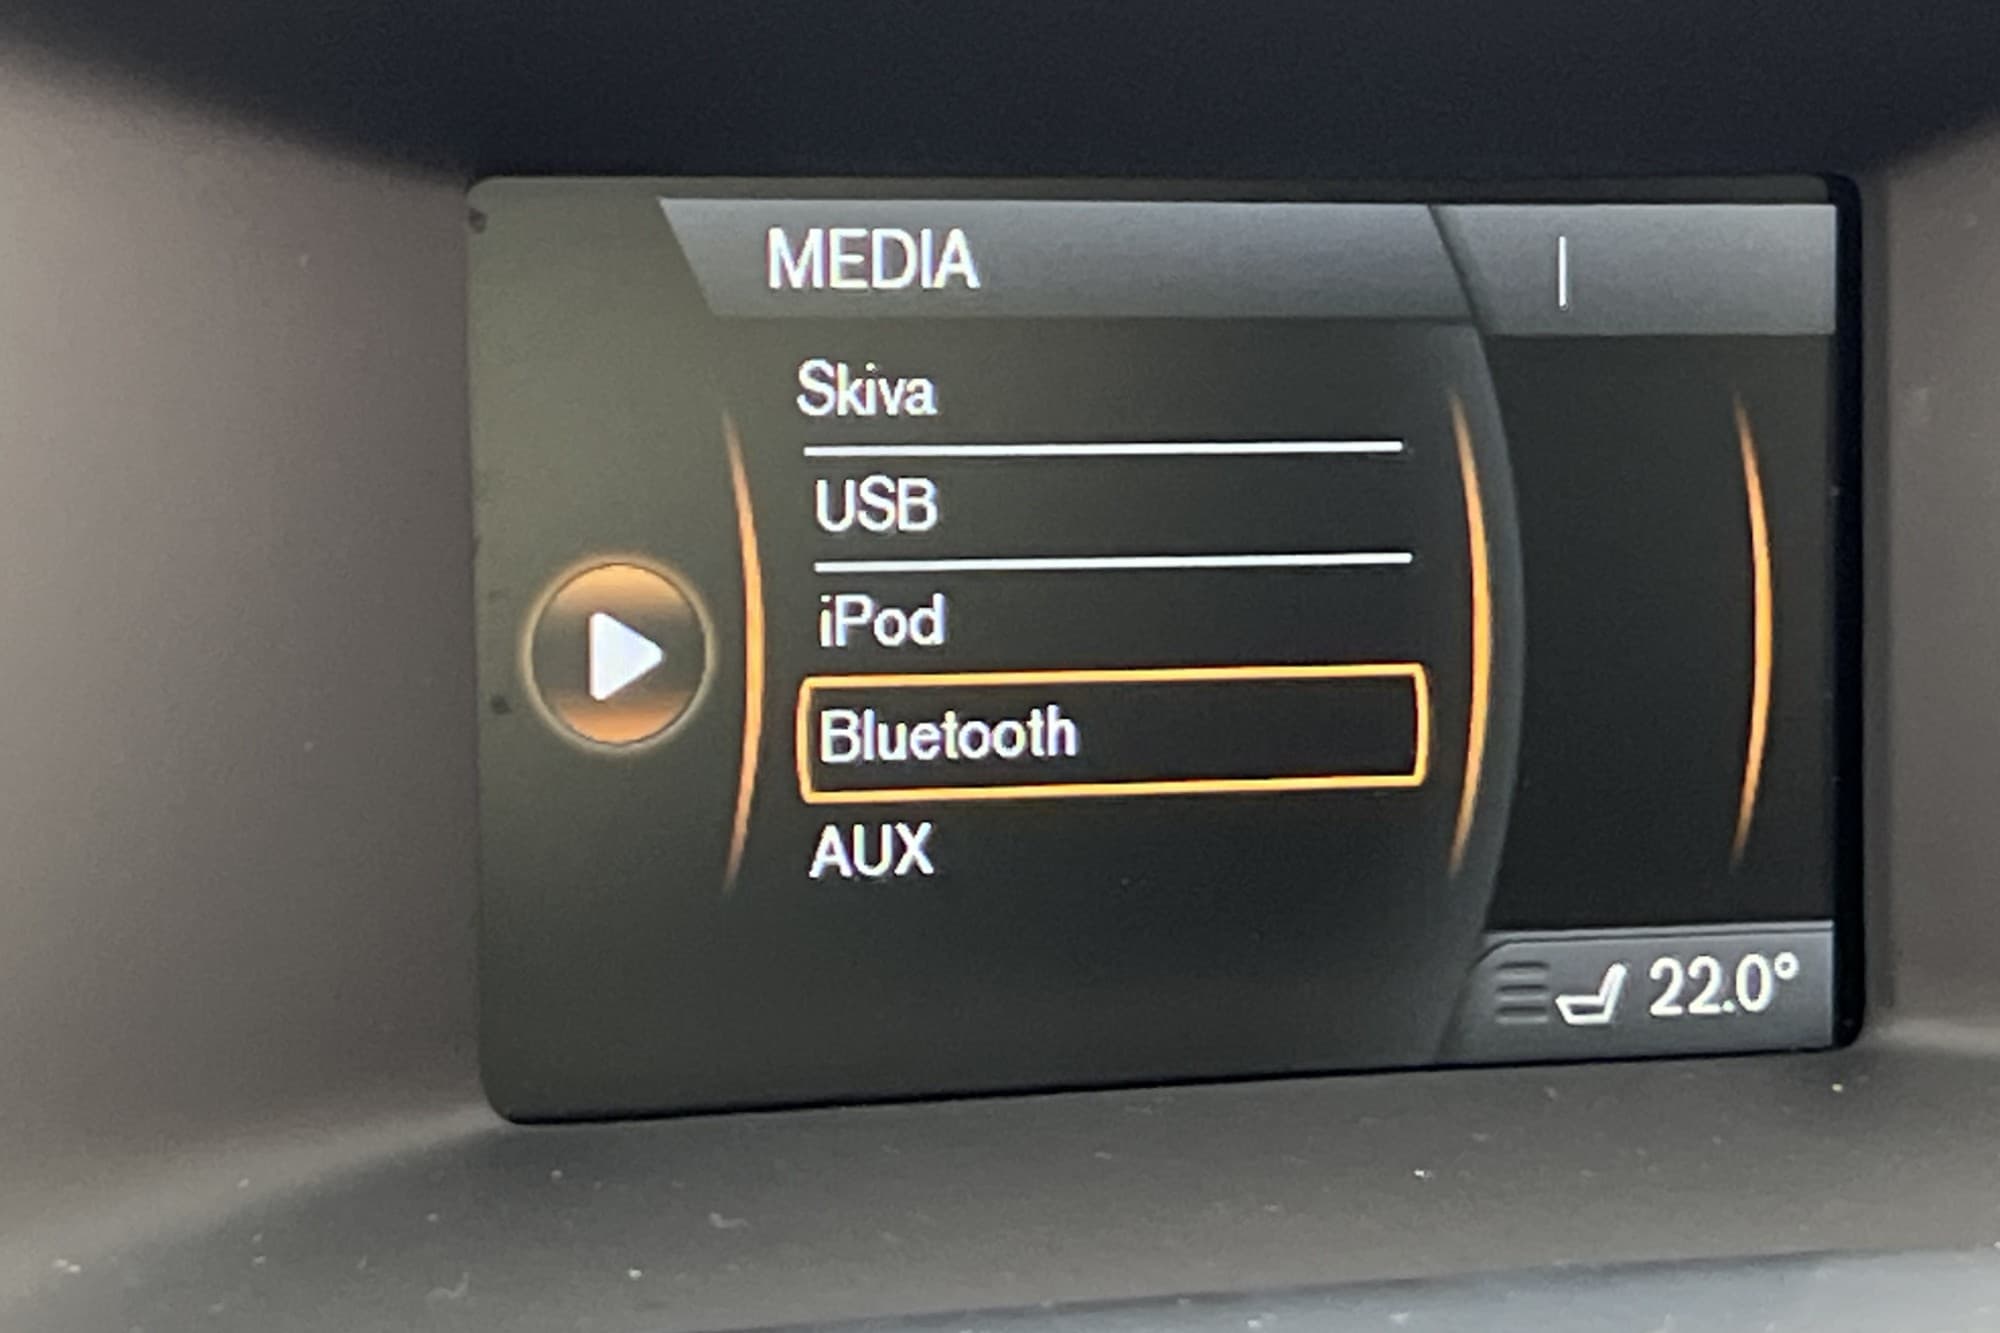 MEDIA
Skiva
USB
iPod
Bluetooth
AUX
22.0°